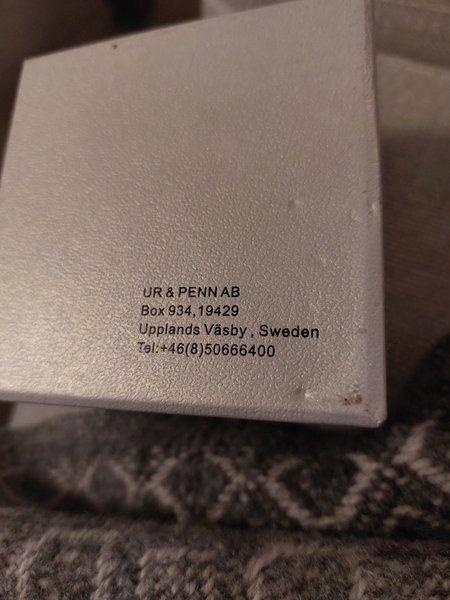 UR & PENN AB
Box 934,19429
Upplands Väsby , Sweden
Tel:+46(8)50666400